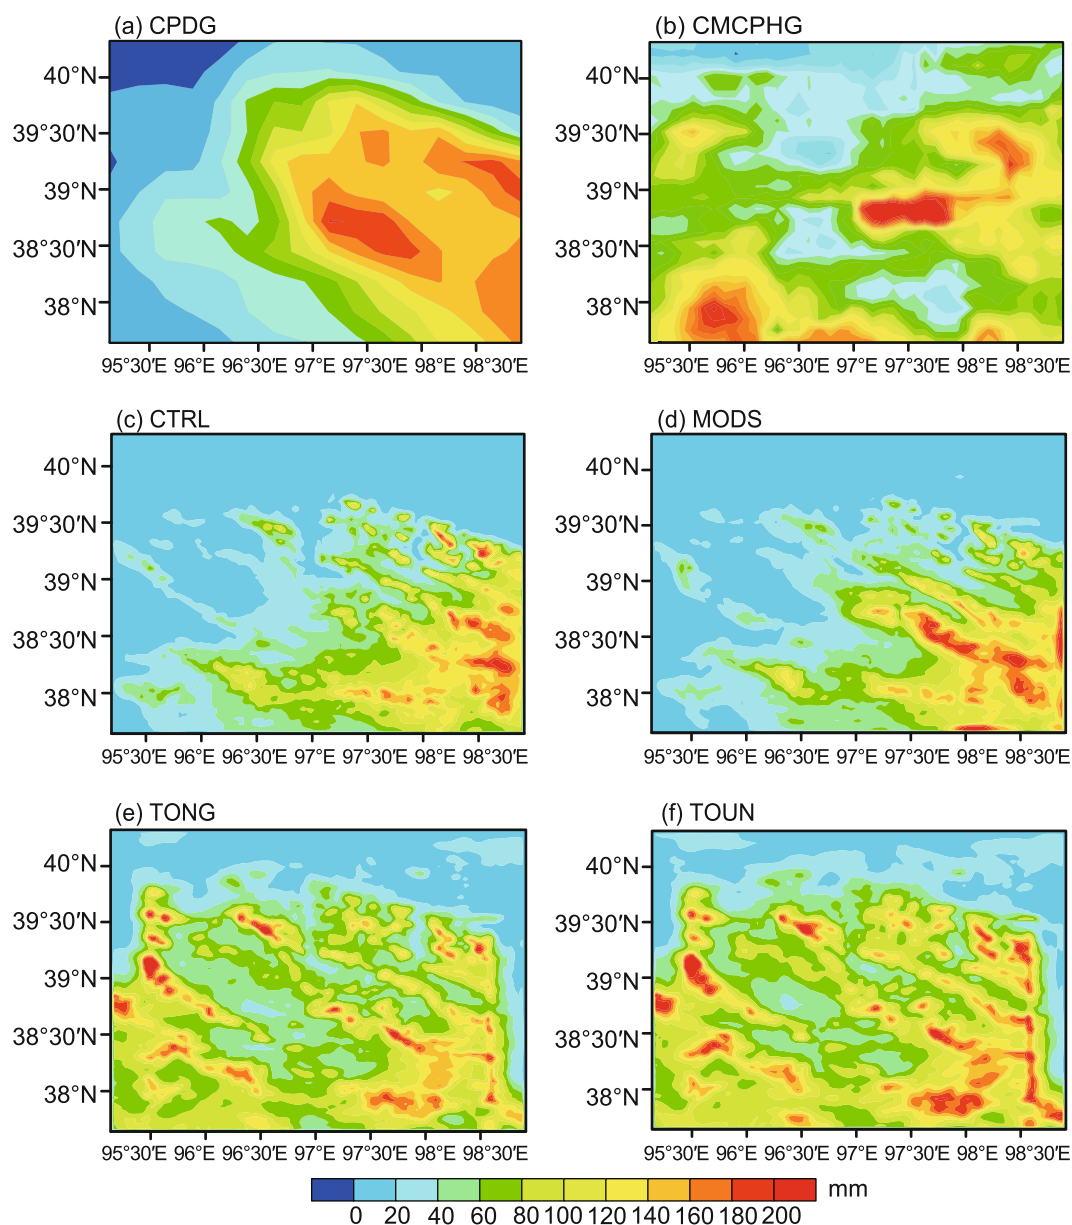 (a) CPDG
(b) CMCPHG
40°N
39°30′N
39°N
38°30′N
38°N
40°N
39°30′N
39°N
38°30′N
38°N
95°30′E 96°E 96°30′E 97°E 97°30′E 98°E 98°30′E
95°30′E 96°E 96°30′E 97°E 97°30′E 98°E 98°30′E
(c) CTRL
(d) MODS
40°N
39°30′N
39°N
38°30′N
38°N
40°N
39°30′N
39°N
38°30′N
38°N
95°30′E 96°E 96°30′E 97°E 97°30′E 98°E 98°30′E
95°30′E 96°E 96°30′E 97°E 97°30′E 98°E 98°30′E
(e) TONG
(f) TOUN
40°N
39°30′N
39°N
38°30′N
38°N
40°N
39°30′N
39°N
38°30′N
38°N
95°30′E 96°E 96°30′E 97°E 97°30′E 98°E 98°30′E
95°30′E 96°E 96°30′E 97°E 97°30′E 98°E 98°30′E
mm
0 20 40 60 80 100 120 140 160 180 200